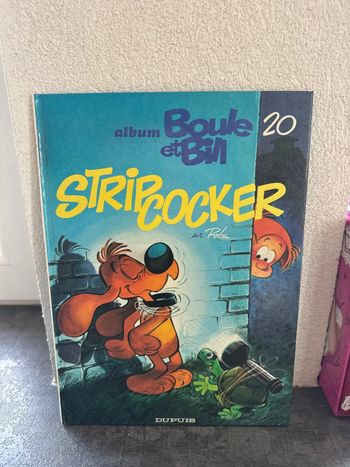 album Boule
et Bill
20
STRIP
COCKER
par Roba
DUPUIS